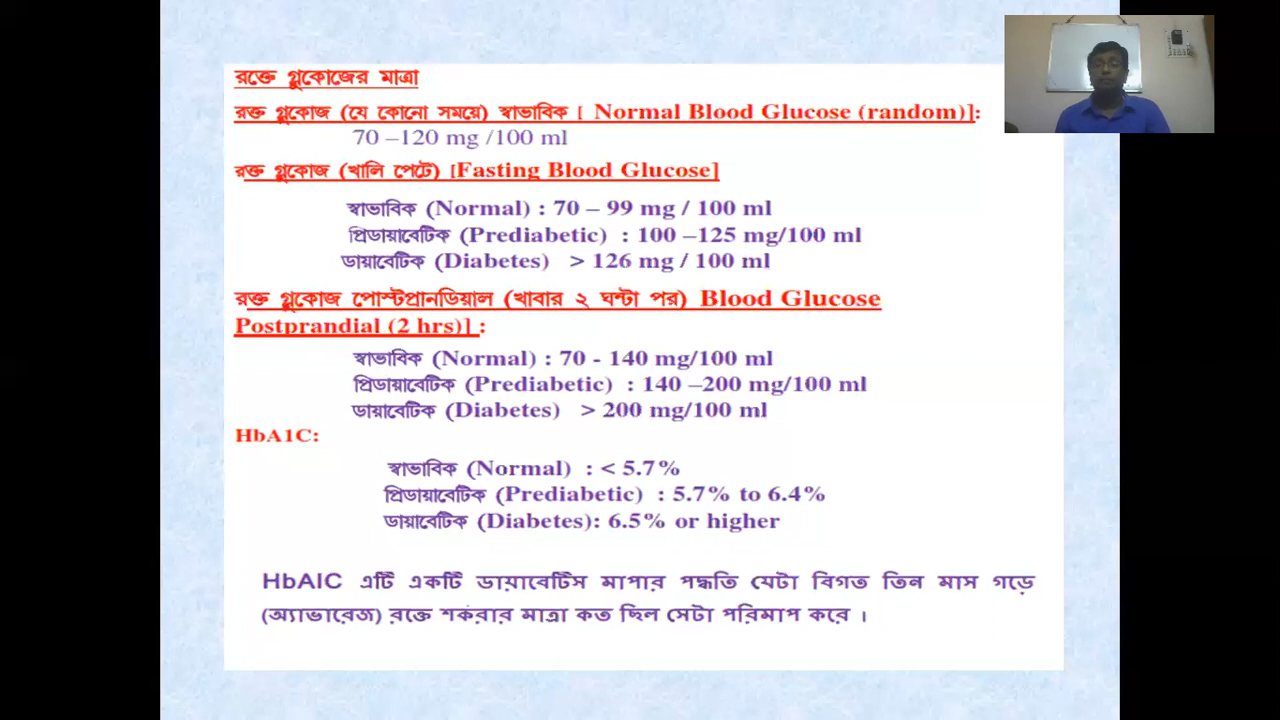 রক্তে গ্লুকোজের মাত্রা
রক্ত গ্লুকোজ (যে কোনো সময়ে) স্বাভাবিক [ Normal Blood Glucose (random)]:
70 –120 mg /100 ml
রক্ত গ্লুকোজ (খালি পেটে) [Fasting Blood Glucose]
স্বাভাবিক (Normal) : 70 – 99 mg / 100 ml
প্রিডায়াবেটিক (Prediabetic) : 100 –125 mg/100 ml
ডায়াবেটিক (Diabetes) > 126 mg / 100 ml
রক্ত গ্লুকোজ পোস্টপ্রানডিয়াল (খাবার ২ ঘন্টা পর) Blood Glucose
Postprandial (2 hrs)] :
স্বাভাবিক (Normal) : 70 - 140 mg/100 ml
প্রিডায়াবেটিক (Prediabetic) : 140 –200 mg/100 ml
ডায়াবেটিক (Diabetes) > 200 mg/100 ml
HbA1C:
স্বাভাবিক (Normal) : < 5.7%
প্রিডায়াবেটিক (Prediabetic) : 5.7% to 6.4%
ডায়াবেটিক (Diabetes): 6.5% or higher
HbAIC এটি একটি ডায়াবেটিস মাপার পদ্ধতি যেটা বিগত তিন মাস গড়ে
(অ্যাভারেজ) রক্তে শর্করার মাত্রা কত ছিল সেটা পরিমাপ করে ।